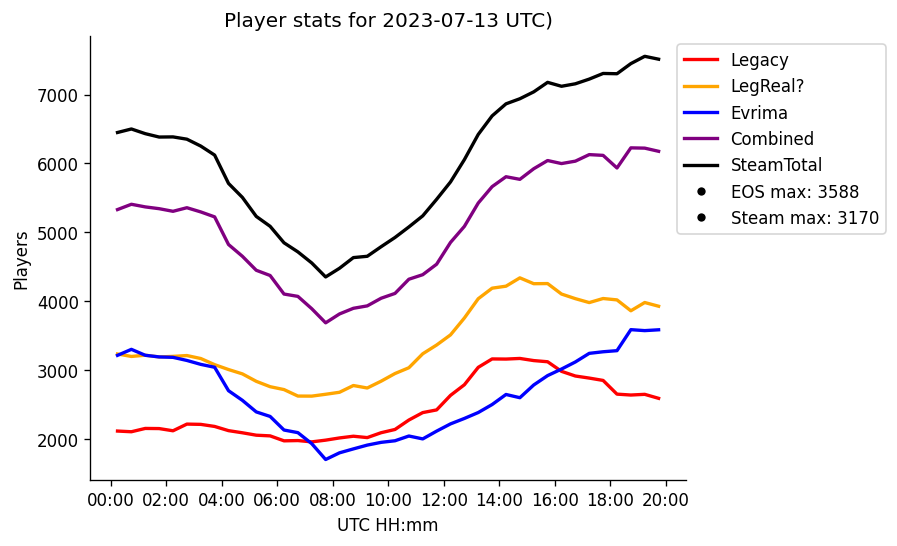 Player stats for 2023-07-13 UTC)
Legacy
LegReal?
Evrima
Combined
SteamTotal
EOS max: 3588
Steam max: 3170
Players
7000
6000
5000
4000
3000
2000
00:00 02:00 04:00 06:00 08:00 10:00 12:00 14:00 16:00 18:00 20:00
UTC HH:mm